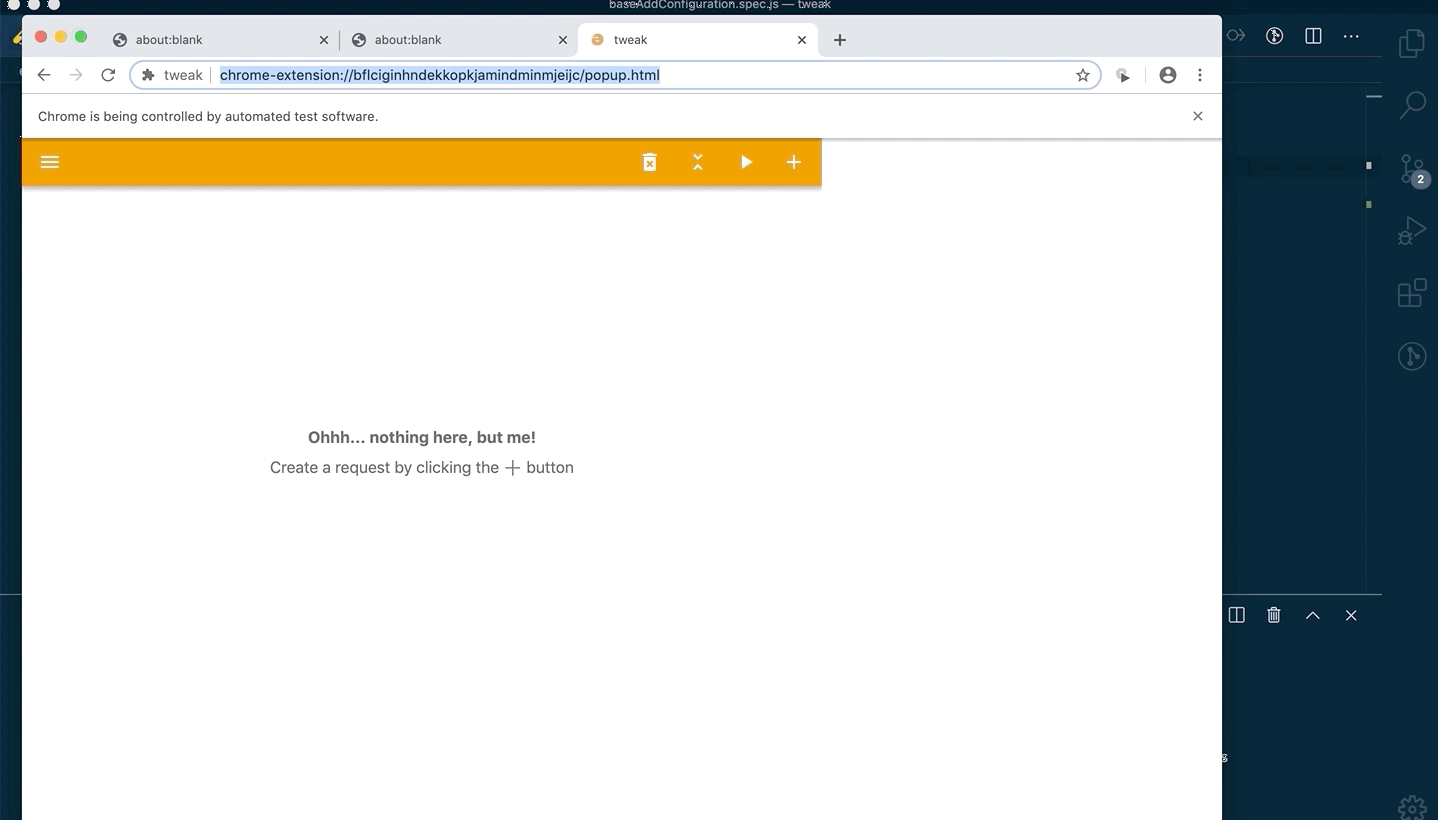 baseAddConfiguration.spec.js — tweak
about:blank
about:blank
tweak
tweak
chrome-extension://bflciginhndekkopkjamindminmjeijc/popup.html
Chrome is being controlled by automated test software.
2
Ohhh... nothing here, but me!
Create a request by clicking the + button